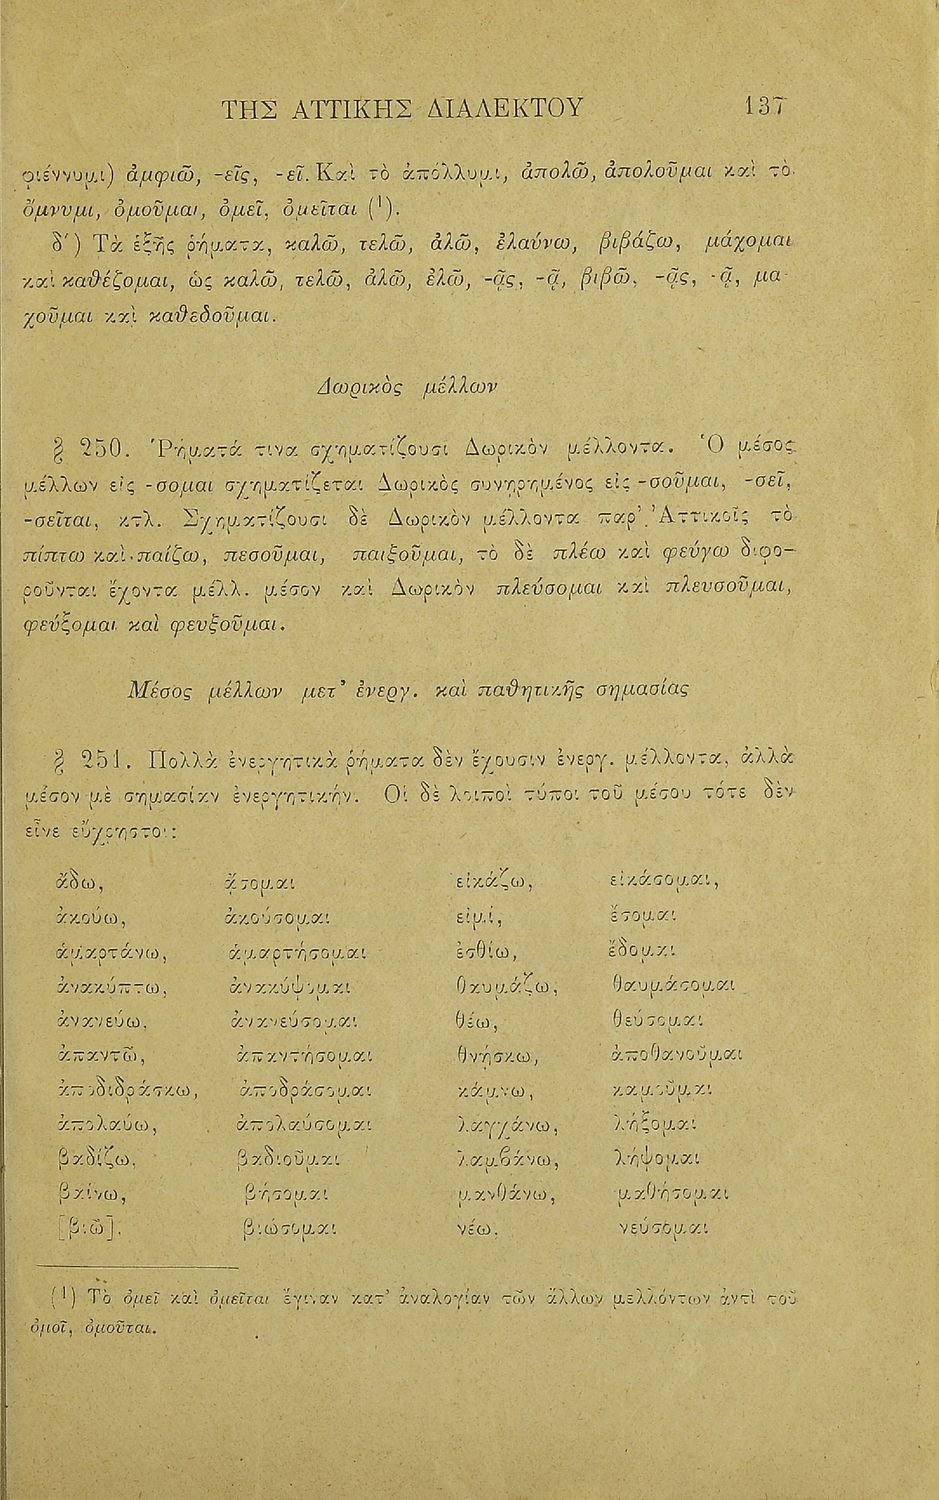 ΤΗΣ ΑΤΤΙΚΗΣ ΔΙΑΛΕΚΤΟΥ 137
φιέννυμι) ἀμφιῶ, -εῖς, -εῖ. Καὶ τὸ ἀπόλλυμι, ἀπολῶ, ἀπολοῦμαι καὶ τὸ
ὄμνυμι, ὀμοῦμαι, ὀμεῖ, ὀμεῖται (¹).
δ') Τὰ ἑξῆς ῥήματα, καλῶ, τελῶ, ἀλῶ, ἐλαύνω, βιβάζω, μάχομαι
καὶ καθέζομαι, ὡς καλῶ, τελῶ, ἀλῶ, ἐλῶ, -ᾷς, -ᾷ, βιβῶ, -ᾷς, -ᾷ, μα-
χοῦμαι καὶ καθεδοῦμαι.
Δωρικὸς μέλλων
§ 250. Ῥήματά τινα σχηματίζουσι Δωρικὸν μέλλοντα. Ὁ μέσος
μέλλων εἰς -σομαι σχηματίζεται Δωρικὸς συνῃρημένος εἰς -σοῦμαι, -σεῖ,
-σεῖται, κτλ. Σχηματίζουσι δὲ Δωρικὸν μέλλοντα παρ' Ἀττικοῖς τὸ
πίπτω καὶ παίζω, πεσοῦμαι, παιξοῦμαι, τὸ δὲ πλέω καὶ φεύγω διφο-
ροῦνται ἔχοντα μέλλ. μέσον καὶ Δωρικὸν πλεύσομαι καὶ πλευσοῦμαι,
φεύξομαι καὶ φευξοῦμαι.
Μέσος μέλλων μετ' ἐνεργ. καὶ παθητικῆς σημασίας
§ 251. Πολλὰ ἐνεργητικὰ ῥήματα δὲν ἔχουσιν ἐνεργ. μέλλοντα, ἀλλὰ
μέσον μὲ σημασίαν ἐνεργητικήν. Οἱ δὲ λοιποὶ τύποι τοῦ μέσου τότε δὲν
εἶνε εὔχρηστοι:
ᾄδω, ᾄσομαι εἰκάζω, εἰκάσομαι,
ἀκούω, ἀκούσομαι εἰμί, ἔσομαι
ἁμαρτάνω, ἁμαρτήσομαι ἐσθίω, ἔδομαι
ἀνακύπτω, ἀνακύψομαι θαυμάζω, θαυμάσομαι
ἀνανεύω, ἀνανεύσομαι θέω, θεύσομαι
ἀπαντῶ, ἀπαντήσομαι θνῄσκω, ἀποθανοῦμαι
ἀποδιδράσκω, ἀποδράσομαι κάμνω, καμοῦμαι
ἀπολαύω, ἀπολαύσομαι λαγχάνω, λήξομαι
βαδίζω, βαδιοῦμαι λαμβάνω, λήψομαι
βαίνω, βήσομαι μανθάνω, μαθήσομαι
[βιῶ], βιώσομαι νέω, νεύσομαι
(¹) Τὸ ὀμεῖ καὶ ὀμεῖται ἔγιναν κατ' ἀναλογίαν τῶν ἄλλων μελλόντων ἀντὶ τοῦ
ὀμοῖ, ὀμοῦται.